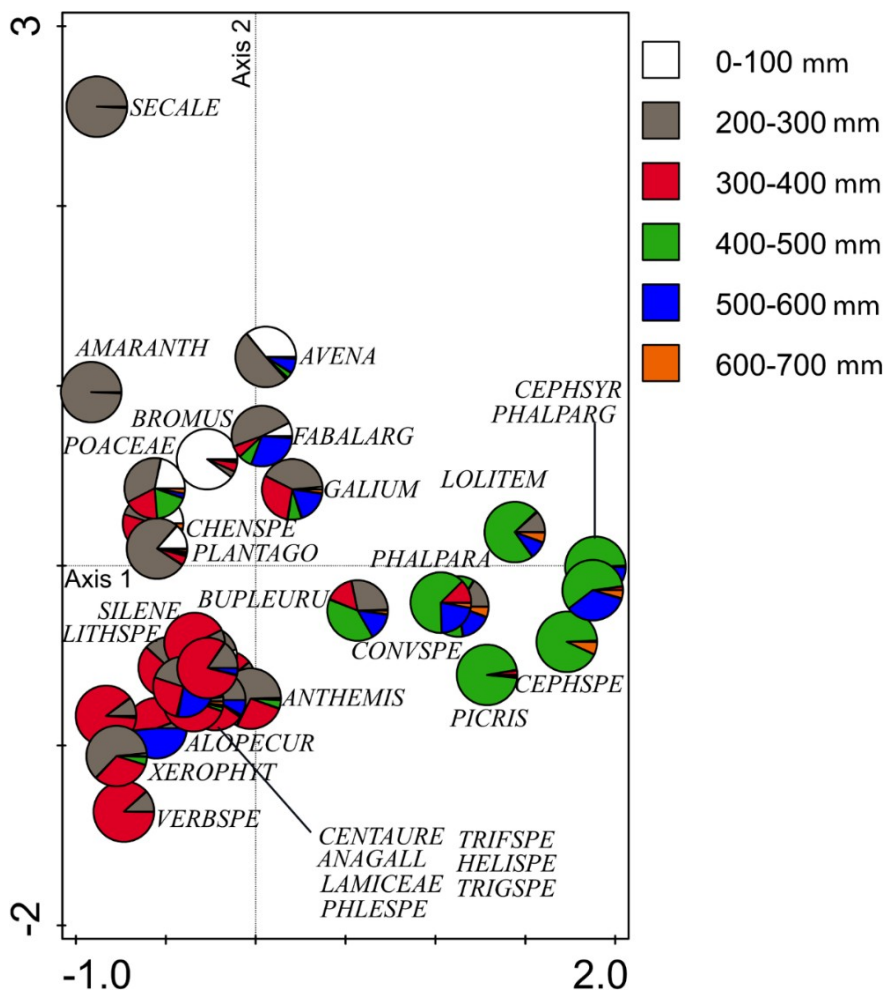 3
Axis 2
SECALE
0-100 mm
200-300 mm
300-400 mm
400-500 mm
500-600 mm
600-700 mm
AMARANTH
AVENA
BROMUS
POACEAE
FABALARG
GALIUM
CEPHSYR
PHALPARG
LOLITEM
CHENSPE
PLANTAGO
PHALPARA
Axis 1
BUPLEURU
SILENE
LITHSPE
CONVSPE
CEPHSPE
PICRIS
ANTHEMIS
ALOPECUR
XEROPHYT
VERBSPE
CENTAURE TRIFSPE
ANAGALL HELISPE
LAMICEAE TRIGSPE
PHLESPE
-2
-1.0 2.0